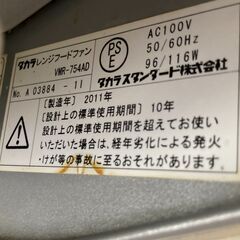 タカラレンジフードファン
VMR-754AD
No. A 03884 - 11
PS
E
AC100V
50/60Hz
96/116W
タカラスタンダード株式会社
[製造年] 2011年
[設計上の標準使用期間] 10年
設計上の標準使用期間を超えてお使い
いただいた場合は、経年劣化による発火
・けが等の事故に至るおそれがあります。